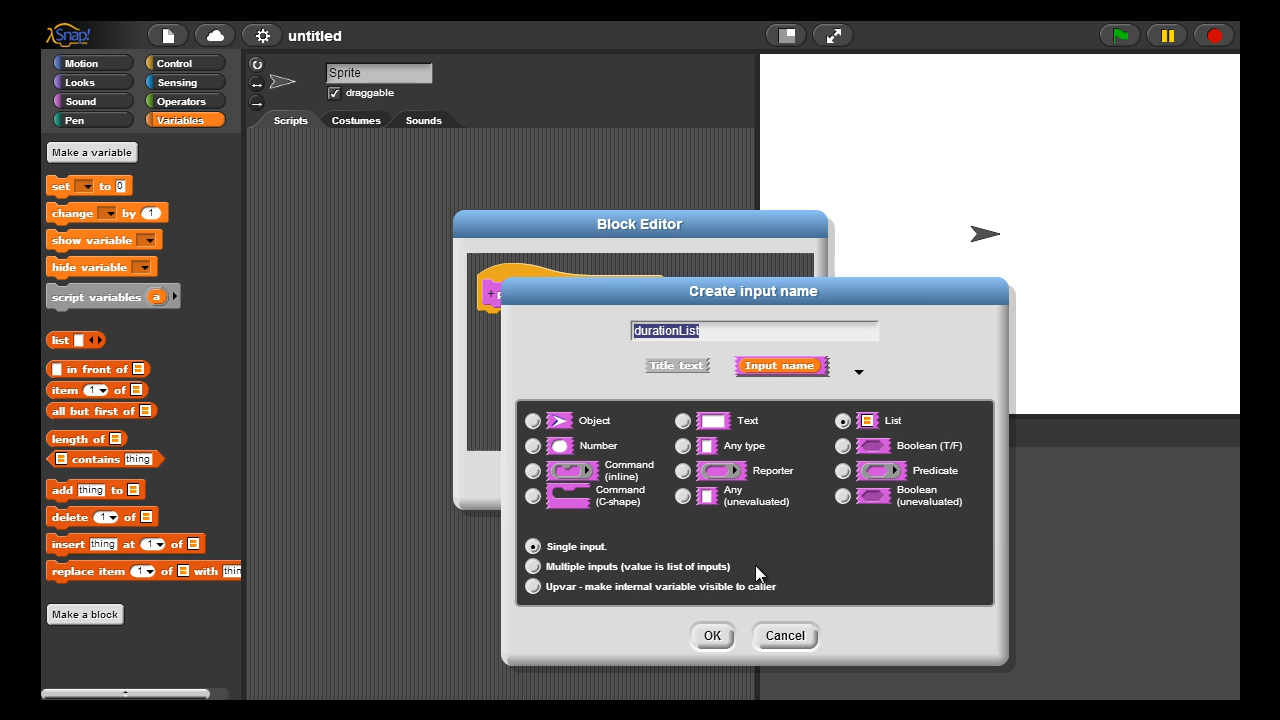 Snap!
untitled
Motion
Control
Looks
Sensing
Sound
Operators
Pen
Variables
Sprite
draggable
Scripts
Costumes
Sounds
Make a variable
set to 0
change by 1
show variable
hide variable
script variables a
list
in front of
item 1 of
all but first of
length of
contains thing
add thing to
delete 1 of
insert thing at 1 of
replace item 1 of with thin
Make a block
Block Editor
+
Create input name
durationList
Title text
Input name
Object
Text
List
Number
Any type
Boolean (T/F)
Command
(inline)
Reporter
Predicate
Command
(C-shape)
Any
(unevaluated)
Boolean
(unevaluated)
Single input.
Multiple inputs (value is list of inputs)
Upvar - make internal variable visible to caller
OK
Cancel